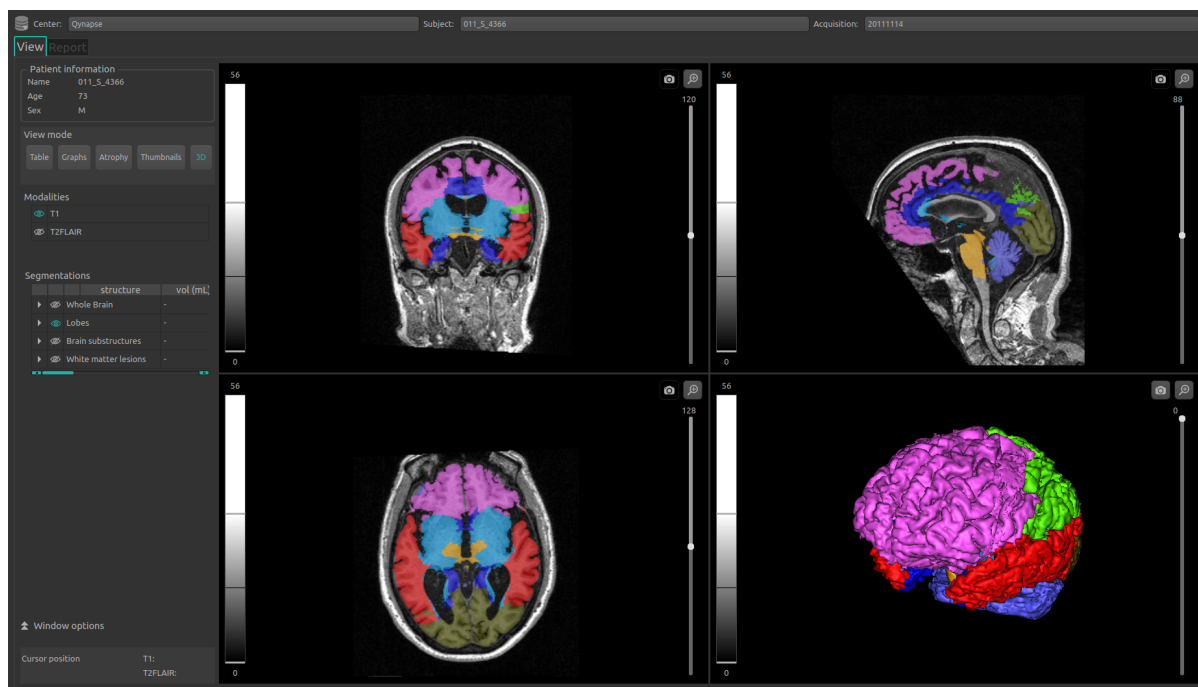 Center: Qynapse Subject: 011_S_4366 Acquisition: 20111114
View Report
Patient information
Name 011_S_4366
Age 73
Sex M
View mode
Table Graphs Atrophy Thumbnails 3D
Modalities
T1
T2FLAIR
Segmentations
structure vol (mL)
Whole Brain -
Lobes -
Brain substructures -
White matter lesions -
Window options
Cursor position T1:
T2FLAIR:
56
120
0
56
88
0
56
128
0
56
0
0